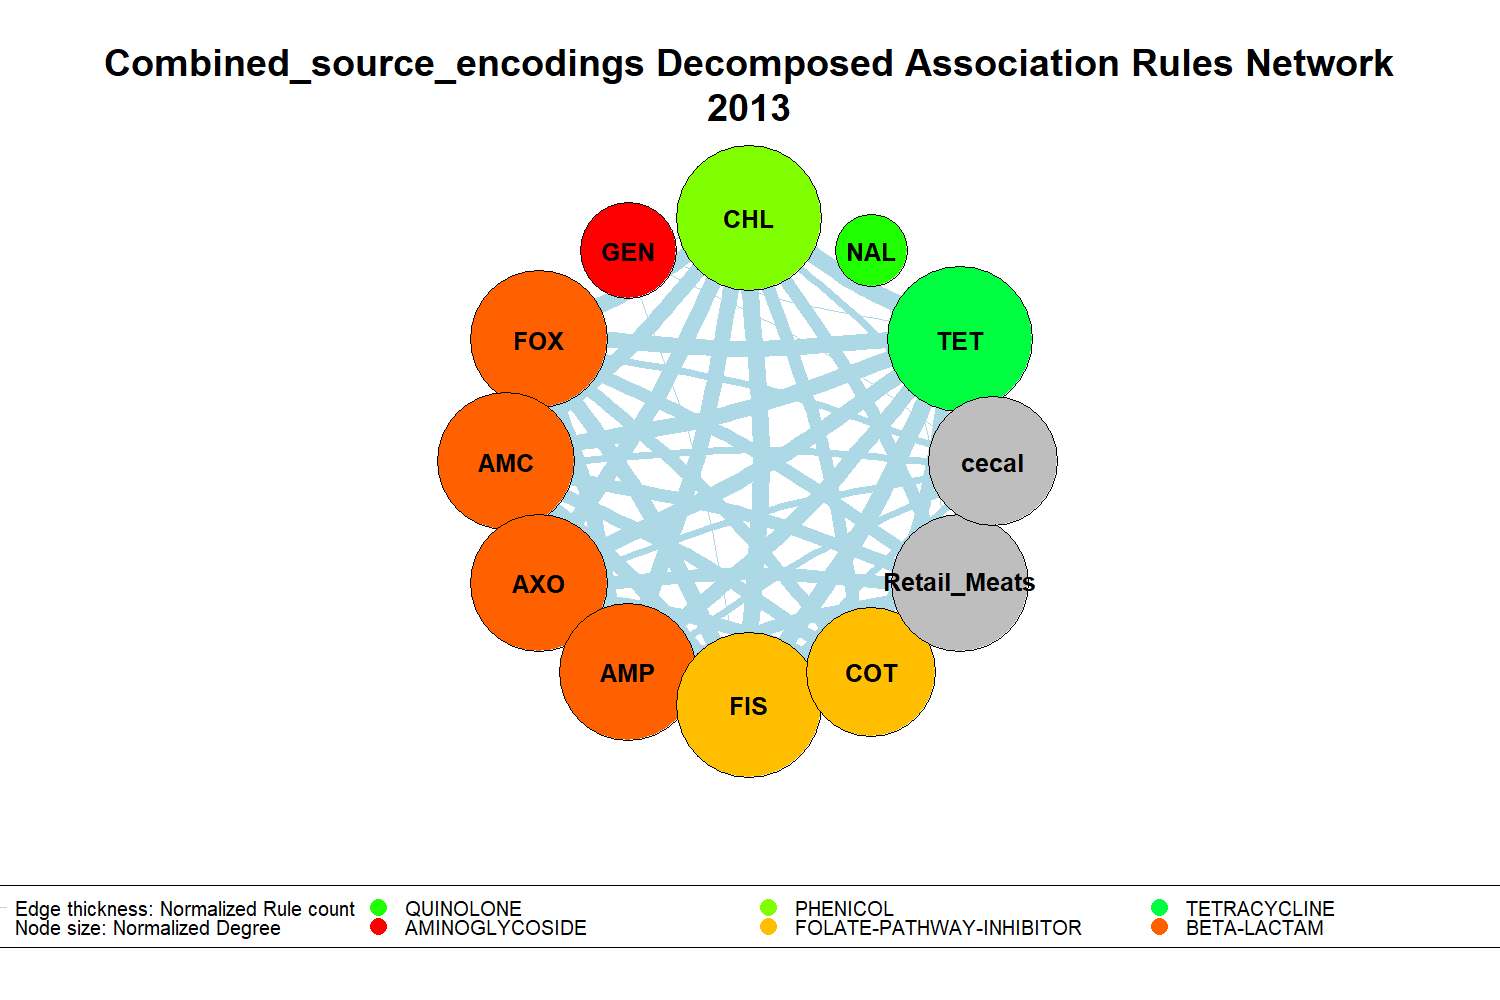 Combined_source_encodings Decomposed Association Rules Network
2013
CHL
GEN
NAL
FOX
TET
AMC
cecal
AXO
Retail_Meats
AMP
COT
FIS
Edge thickness: Normalized Rule count
Node size: Normalized Degree
QUINOLONE
AMINOGLYCOSIDE
PHENICOL
FOLATE-PATHWAY-INHIBITOR
TETRACYCLINE
BETA-LACTAM